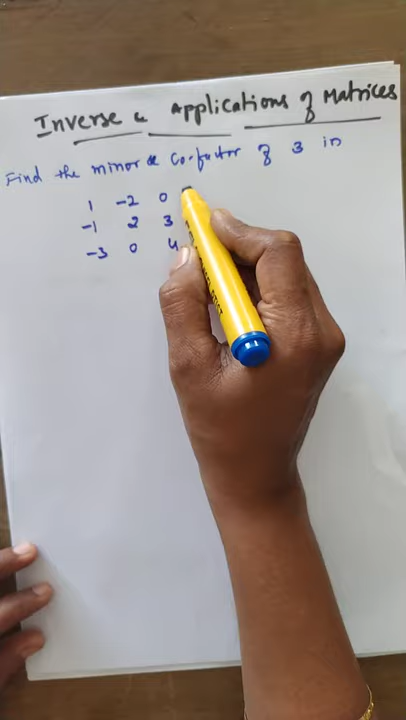 Inverse & Applications of Matrices
Find the minor & Co-factor of 3 in
1 -2 0
-1 2 3
-3 0 4